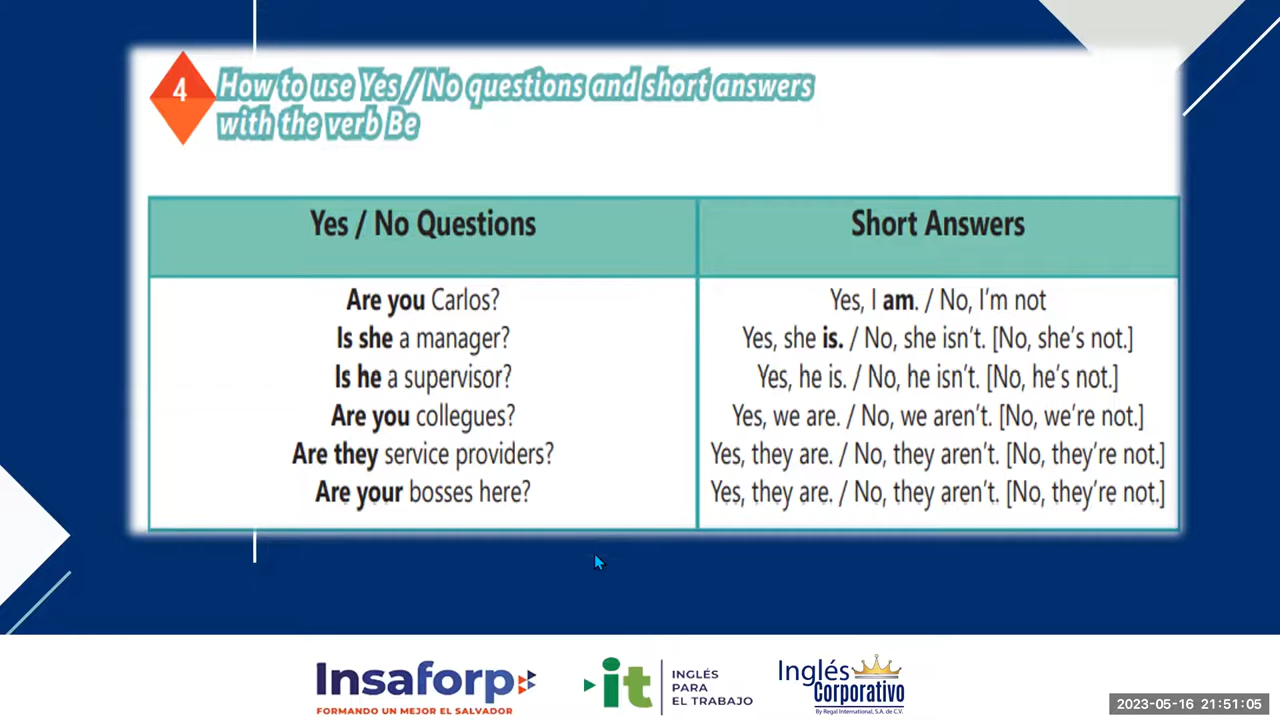 4
How to use Yes / No questions and short answers
with the verb Be
Yes / No Questions
Short Answers
Are you Carlos?
Yes, I am. / No, I'm not
Is she a manager?
Yes, she is. / No, she isn't. [No, she's not.]
Is he a supervisor?
Yes, he is. / No, he isn't. [No, he's not.]
Are you collegues?
Yes, we are. / No, we aren't. [No, we're not.]
Are they service providers?
Yes, they are. / No, they aren't. [No, they're not.]
Are your bosses here?
Yes, they are. / No, they aren't. [No, they're not.]
Insaforp
FORMANDO UN MEJOR EL SALVADOR
it
INGLÉS
PARA
EL TRABAJO
Inglés
Corporativo
By Regal International, S.A. de C.V.
2023-05-16 21:51:05